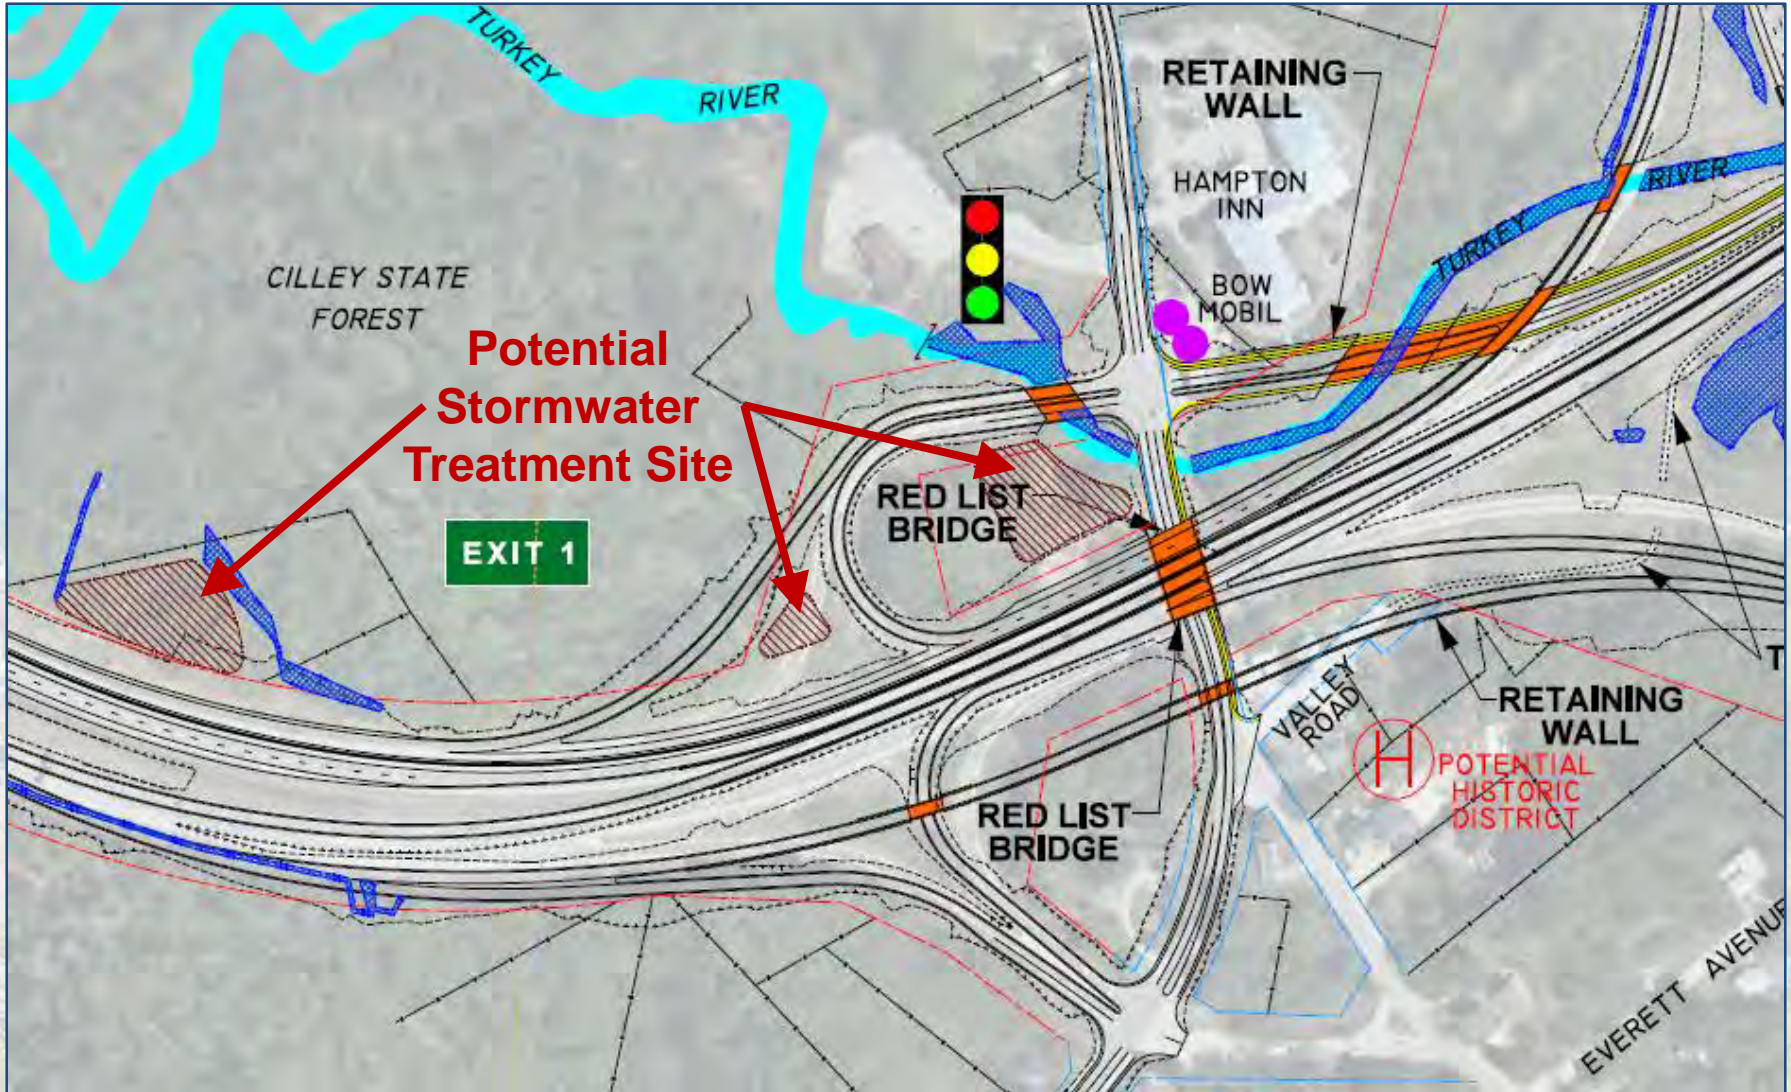 TURKEY
RIVER
RETAINING
WALL
HAMPTON
INN
BOW
MOBIL
TURKEY
RIVER
CILLEY STATE
FOREST
Potential
Stormwater
Treatment Site
RED LIST
BRIDGE
EXIT 1
VALLEY
ROAD
RETAINING
WALL
H
POTENTIAL
HISTORIC
DISTRICT
RED LIST
BRIDGE
T
EVERETT AVENUE